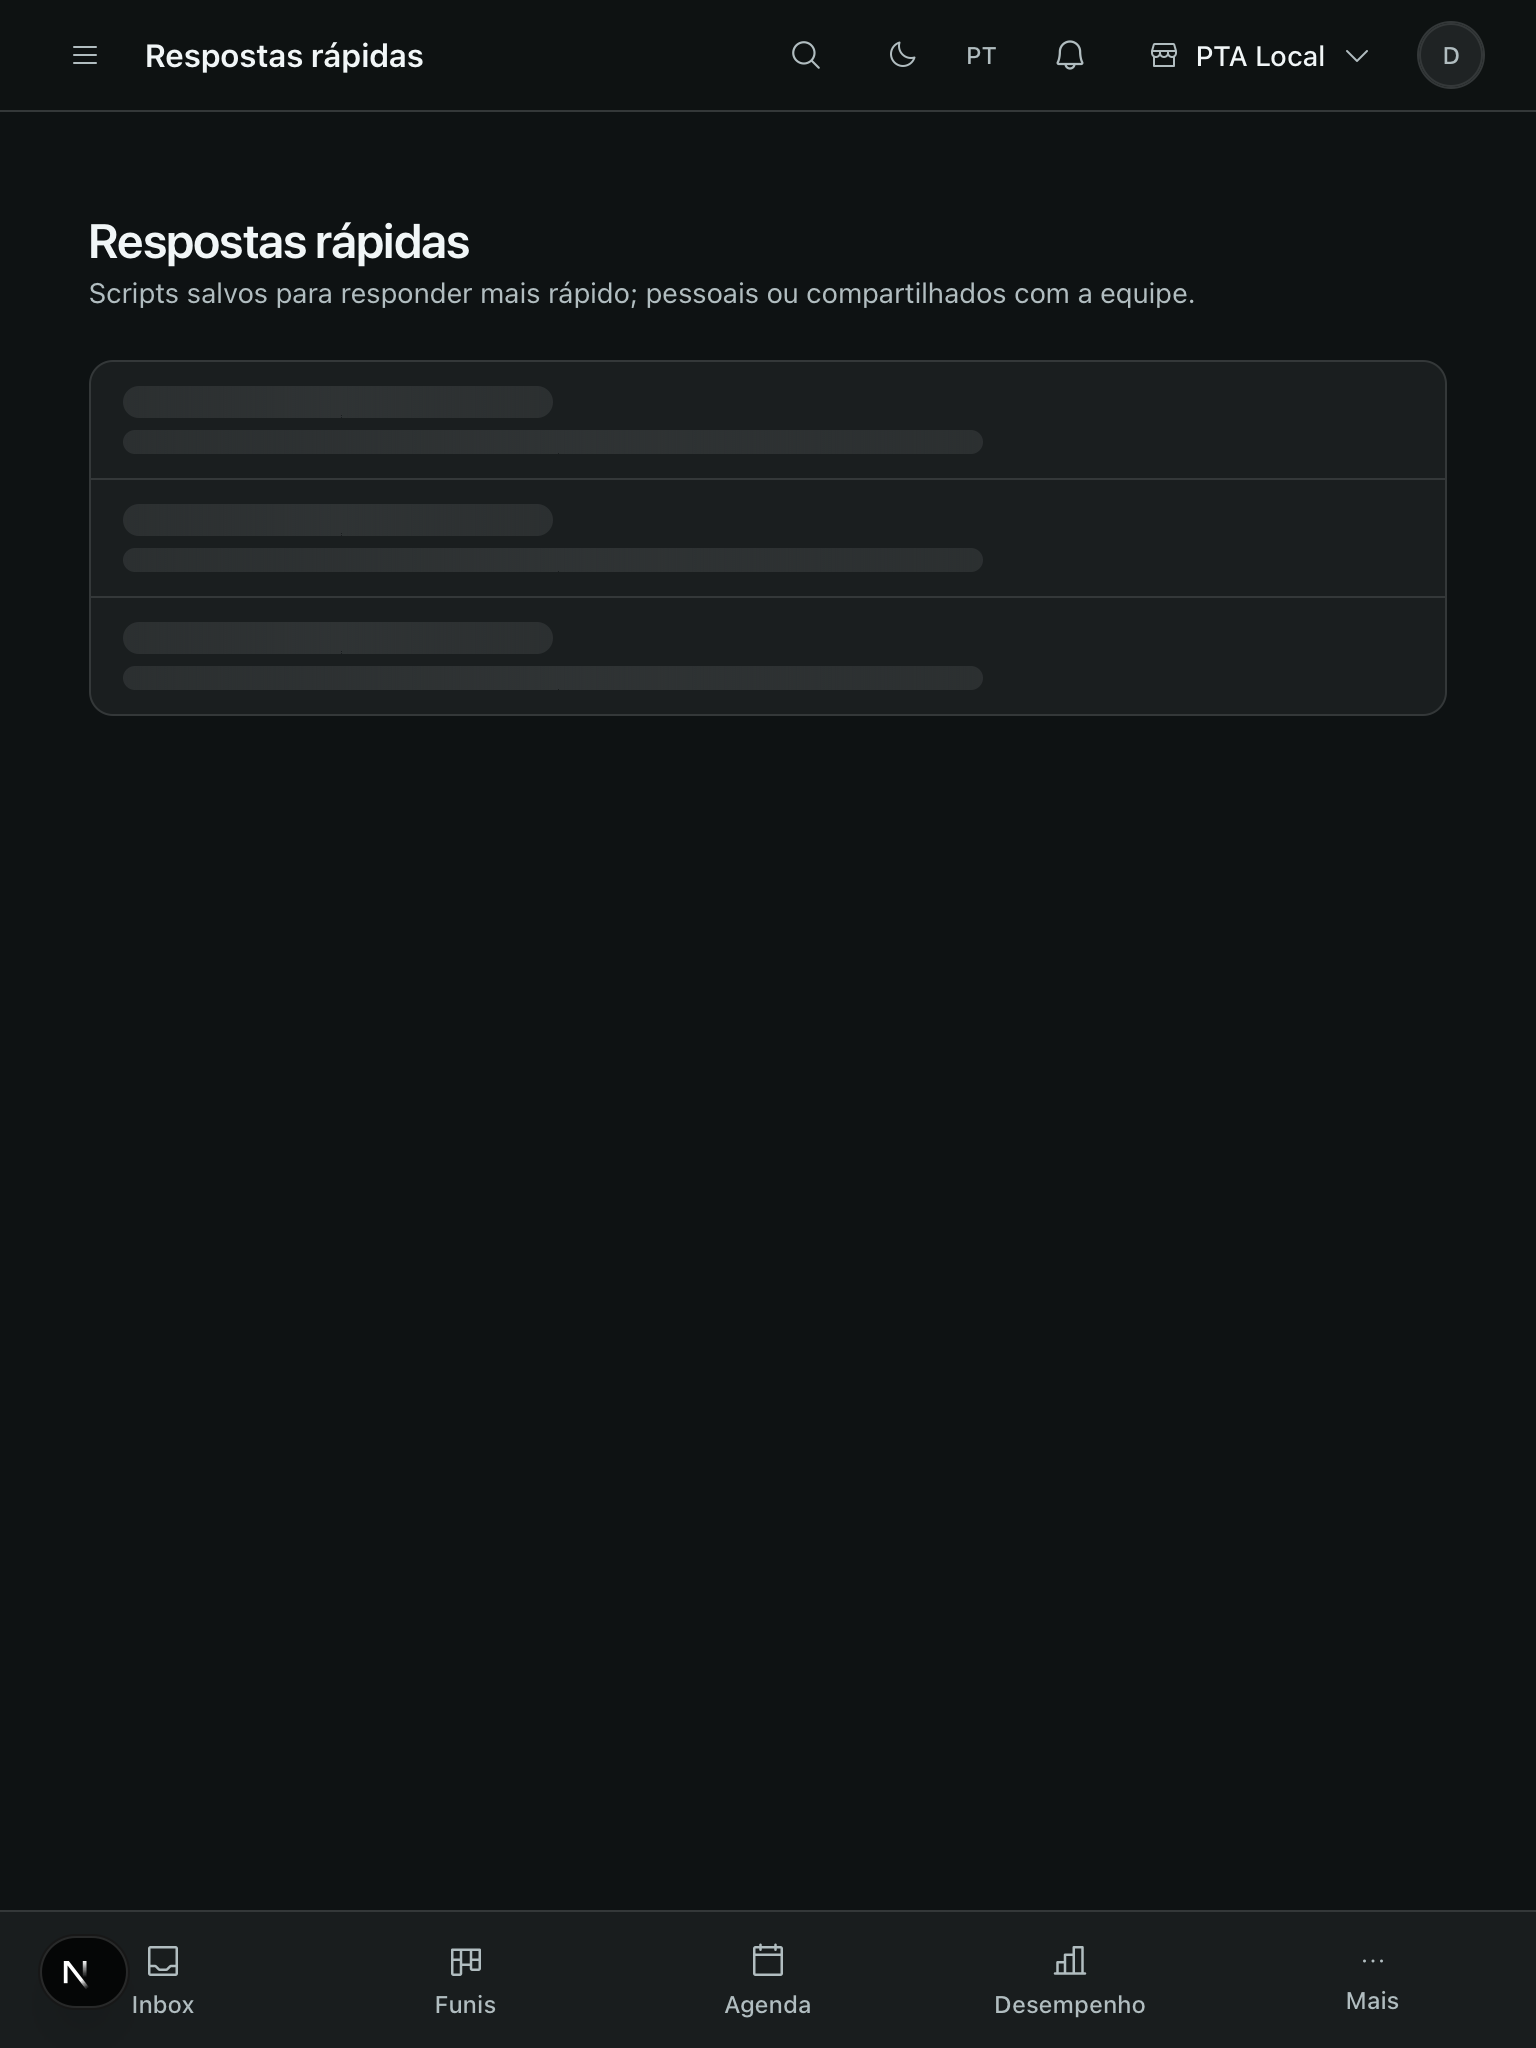 Respostas rápidas
PT
PTA Local
D
Respostas rápidas
Scripts salvos para responder mais rápido; pessoais ou compartilhados com a equipe.
N
Inbox
Funis
Agenda
Desempenho
Mais